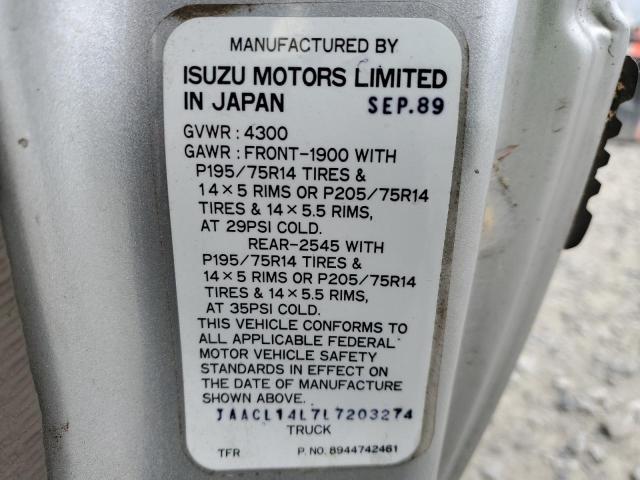 MANUFACTURED BY
ISUZU MOTORS LIMITED
IN JAPAN SEP.89
GVWR : 4300
GAWR : FRONT-1900 WITH
P195/75R14 TIRES &
14×5 RIMS OR P205/75R14
TIRES & 14×5.5 RIMS,
AT 29PSI COLD.
REAR-2545 WITH
P195/75R14 TIRES &
14×5 RIMS OR P205/75R14
TIRES & 14×5.5 RIMS,
AT 35PSI COLD.
THIS VEHICLE CONFORMS TO
ALL APPLICABLE FEDERAL
MOTOR VEHICLE SAFETY
STANDARDS IN EFFECT ON
THE DATE OF MANUFACTURE
SHOWN ABOVE.
JAACL14L7L7203274
TRUCK
TFR P. NO. 8944742461